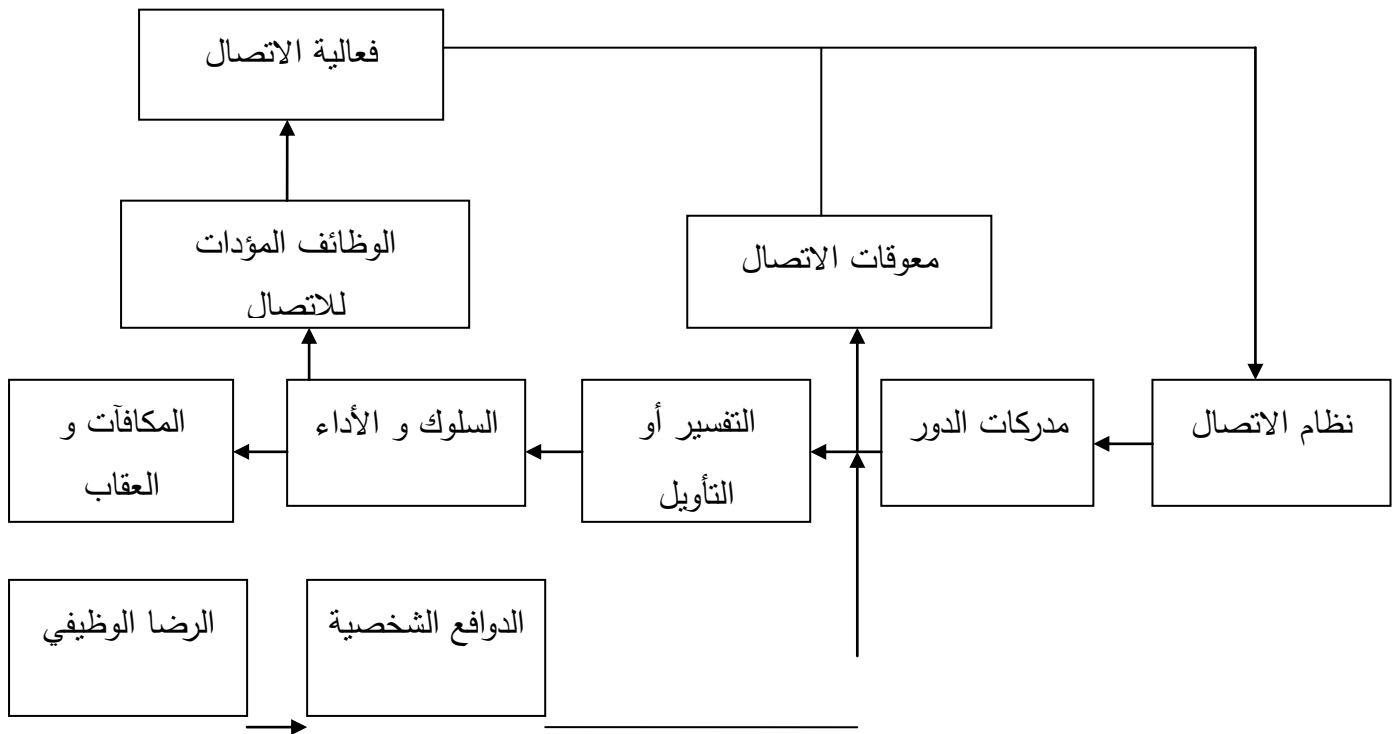 فعالية الاتصال
الوظائف المؤدات
للاتصال
معوقات الاتصال
نظام الاتصال
مدركات الدور
التفسير أو
التأويل
السلوك و الأداء
المكافآت و
العقاب
الدوافع الشخصية
الرضا الوظيفي